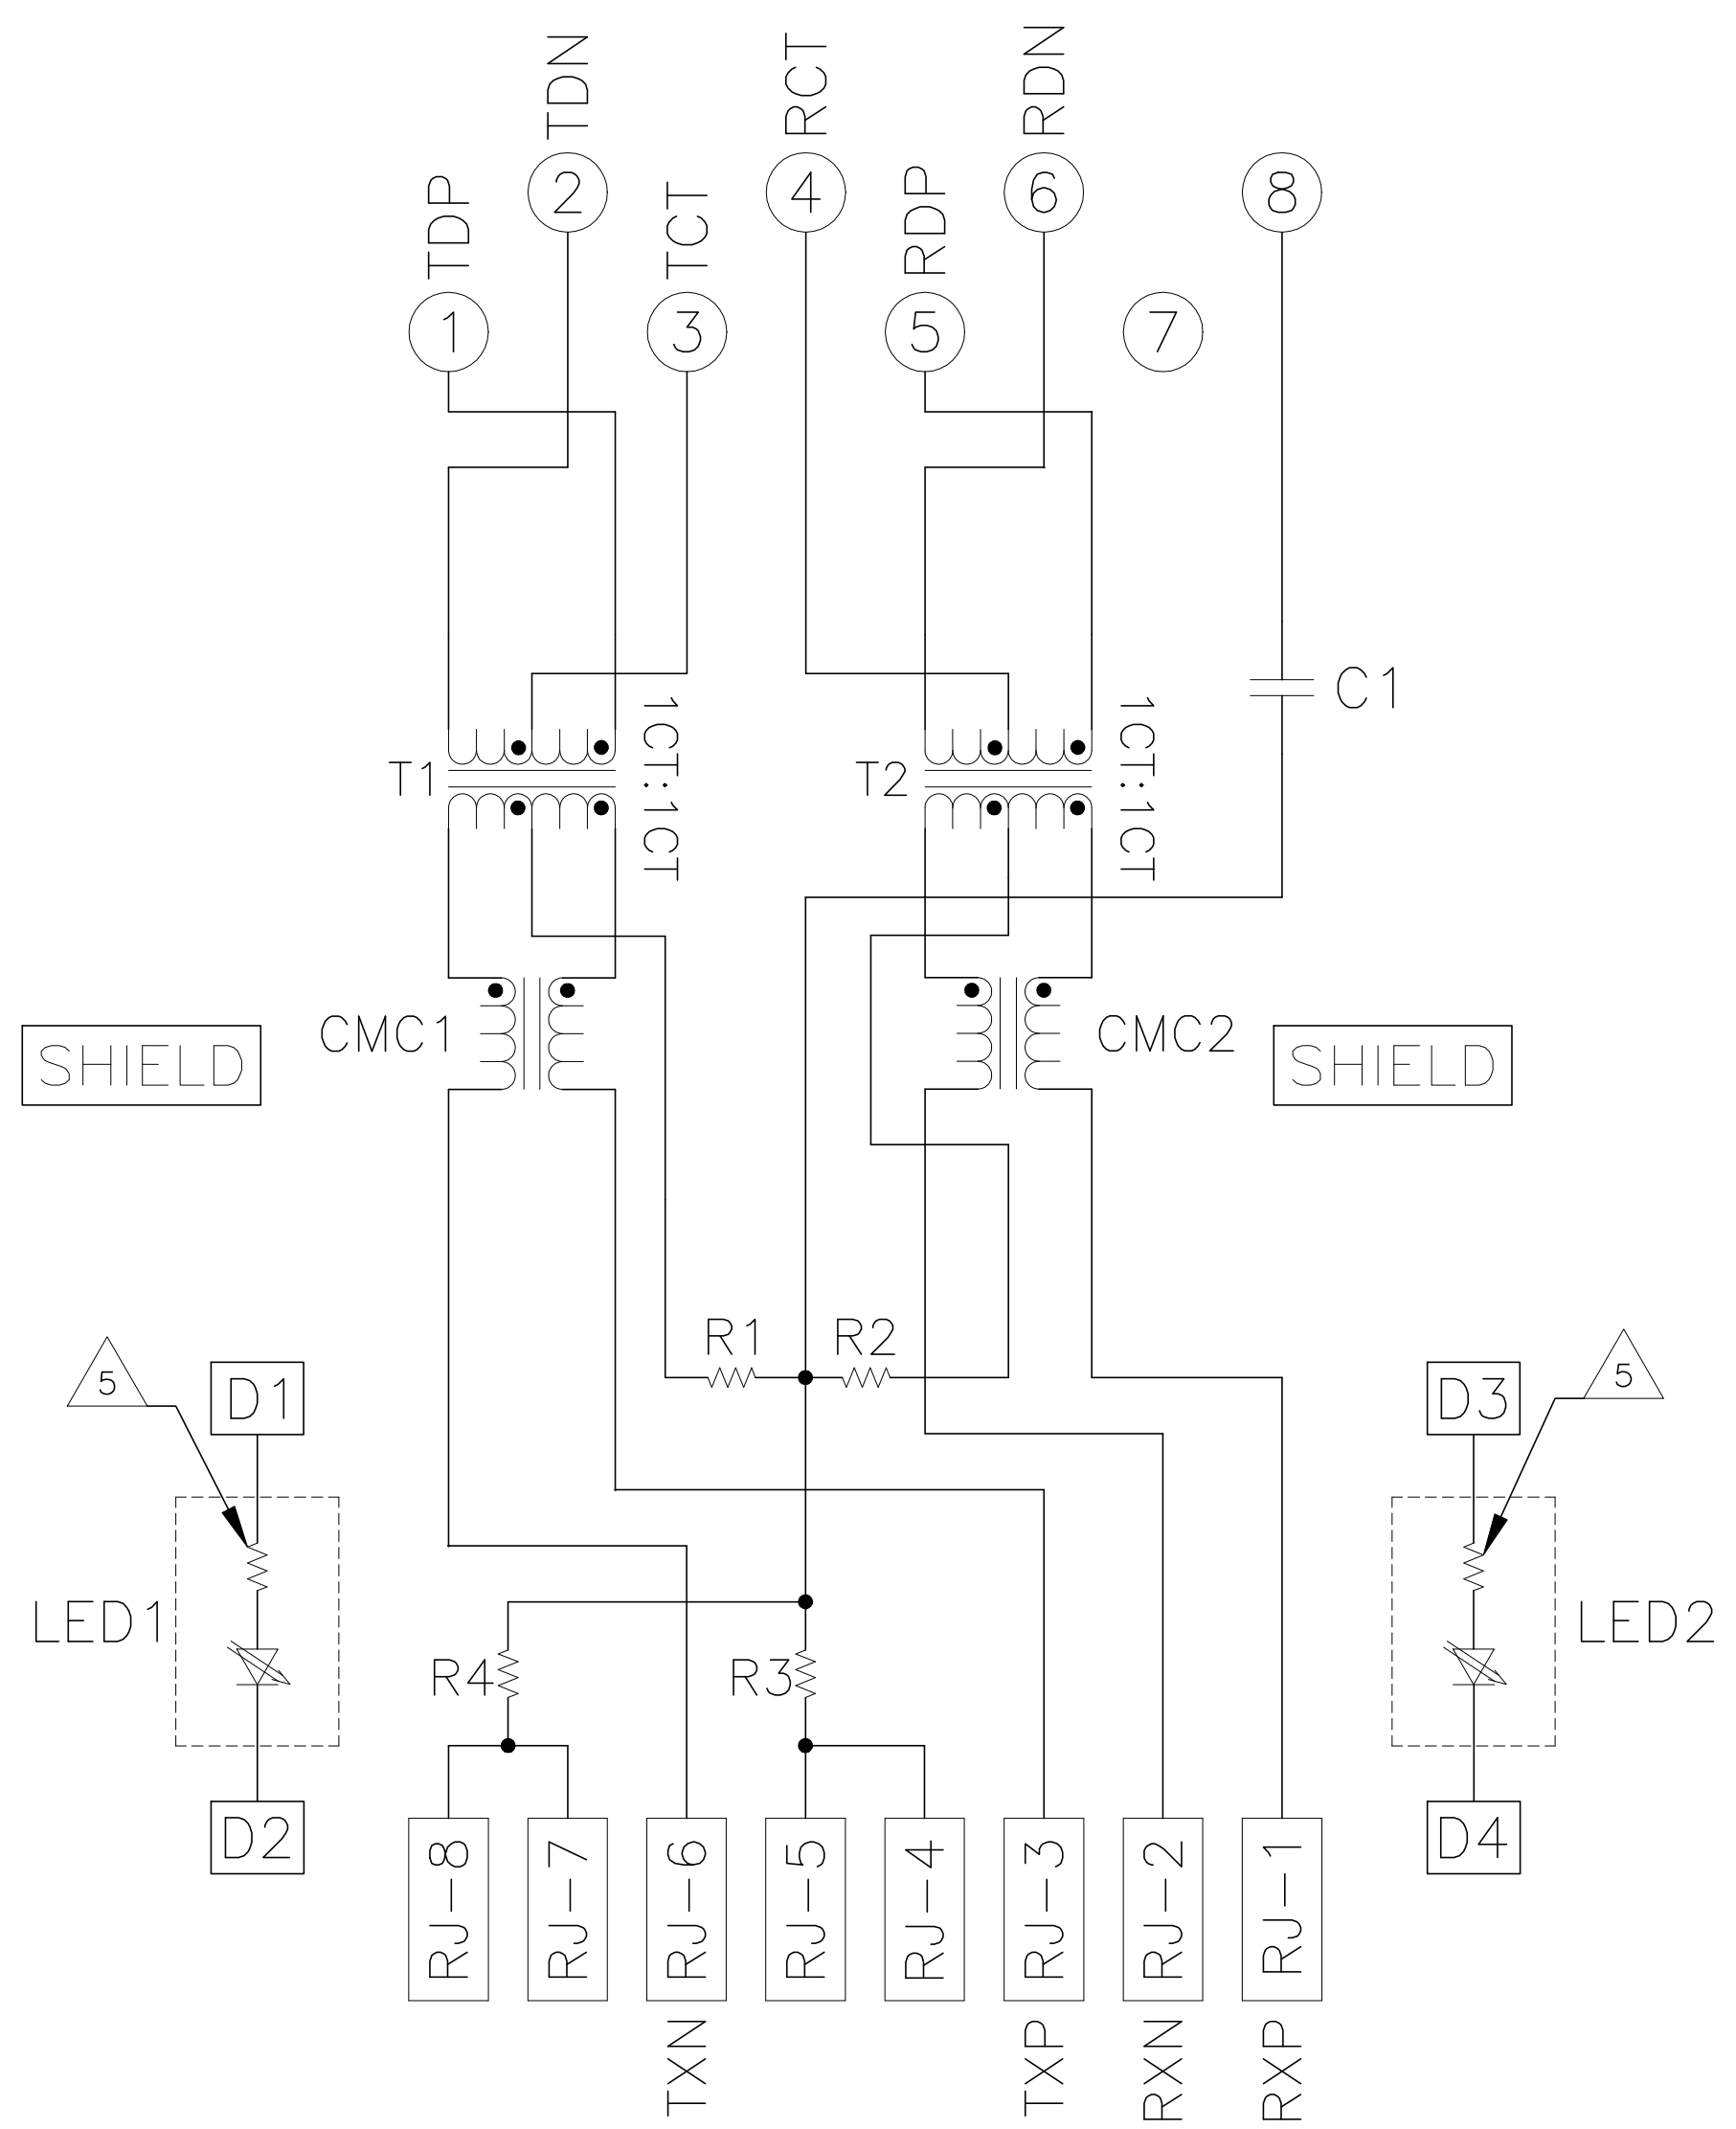 TDN
RCT
RDN
TDP
TCT
RDP
2
4
6
8
1
3
5
7
1CT:1CT
1CT:1CT
C1
T1
T2
CMC1
CMC2
SHIELD
SHIELD
R1
R2
5
D1
D3
5
LED1
LED2
R4
R3
D2
D4
RJ-8
RJ-7
RJ-6
RJ-5
RJ-4
RJ-3
RJ-2
RJ-1
TXN
TXP
RXN
RXP